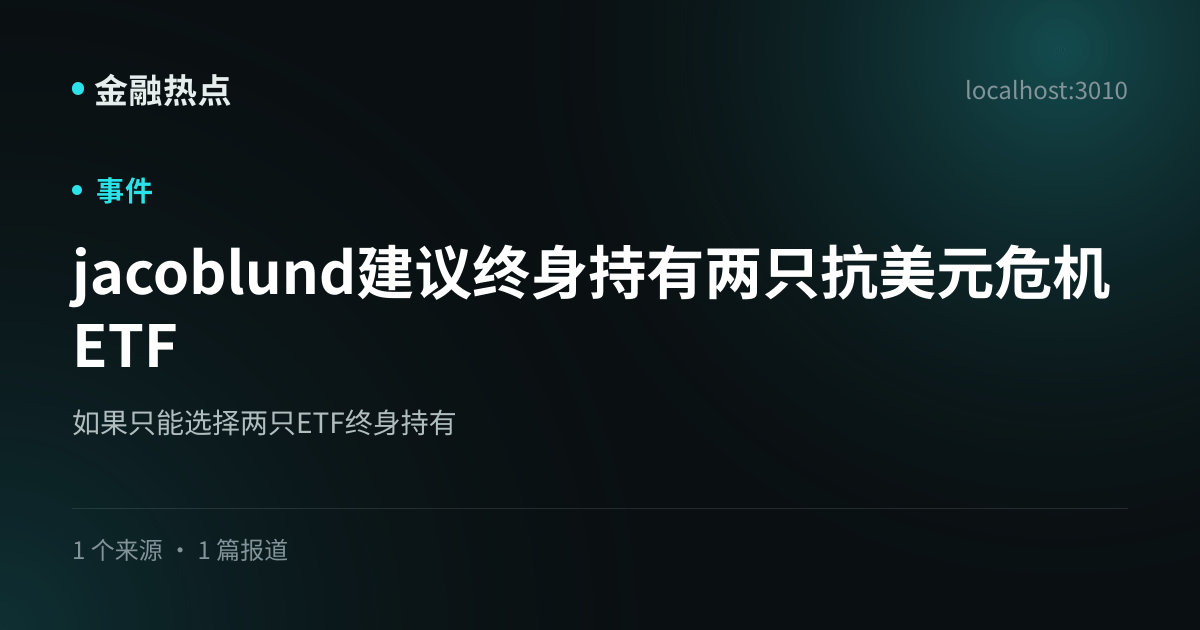 金融热点
localhost:3010
事件
jacoblund建议终身持有两只抗美元危机
ETF
如果只能选择两只ETF终身持有
1 个来源 · 1 篇报道